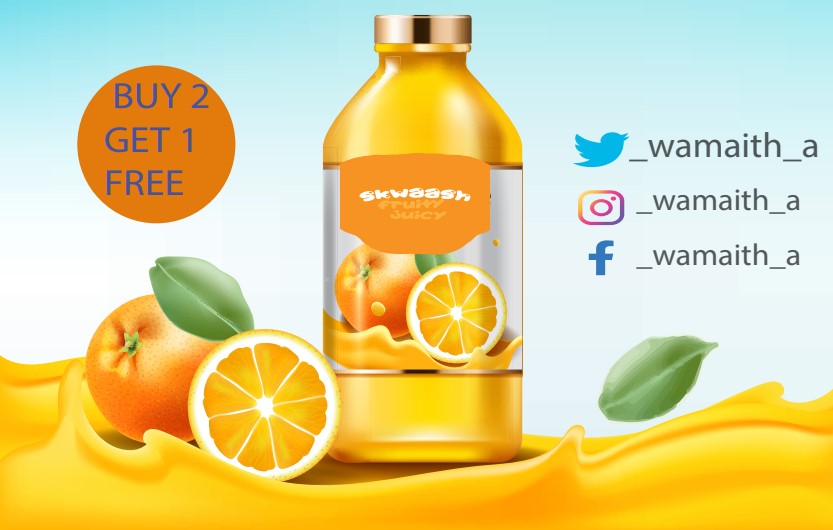 BUY 2
GET 1
FREE
skwaash
fruity
juicy
_wamaith_a
_wamaith_a
_wamaith_a